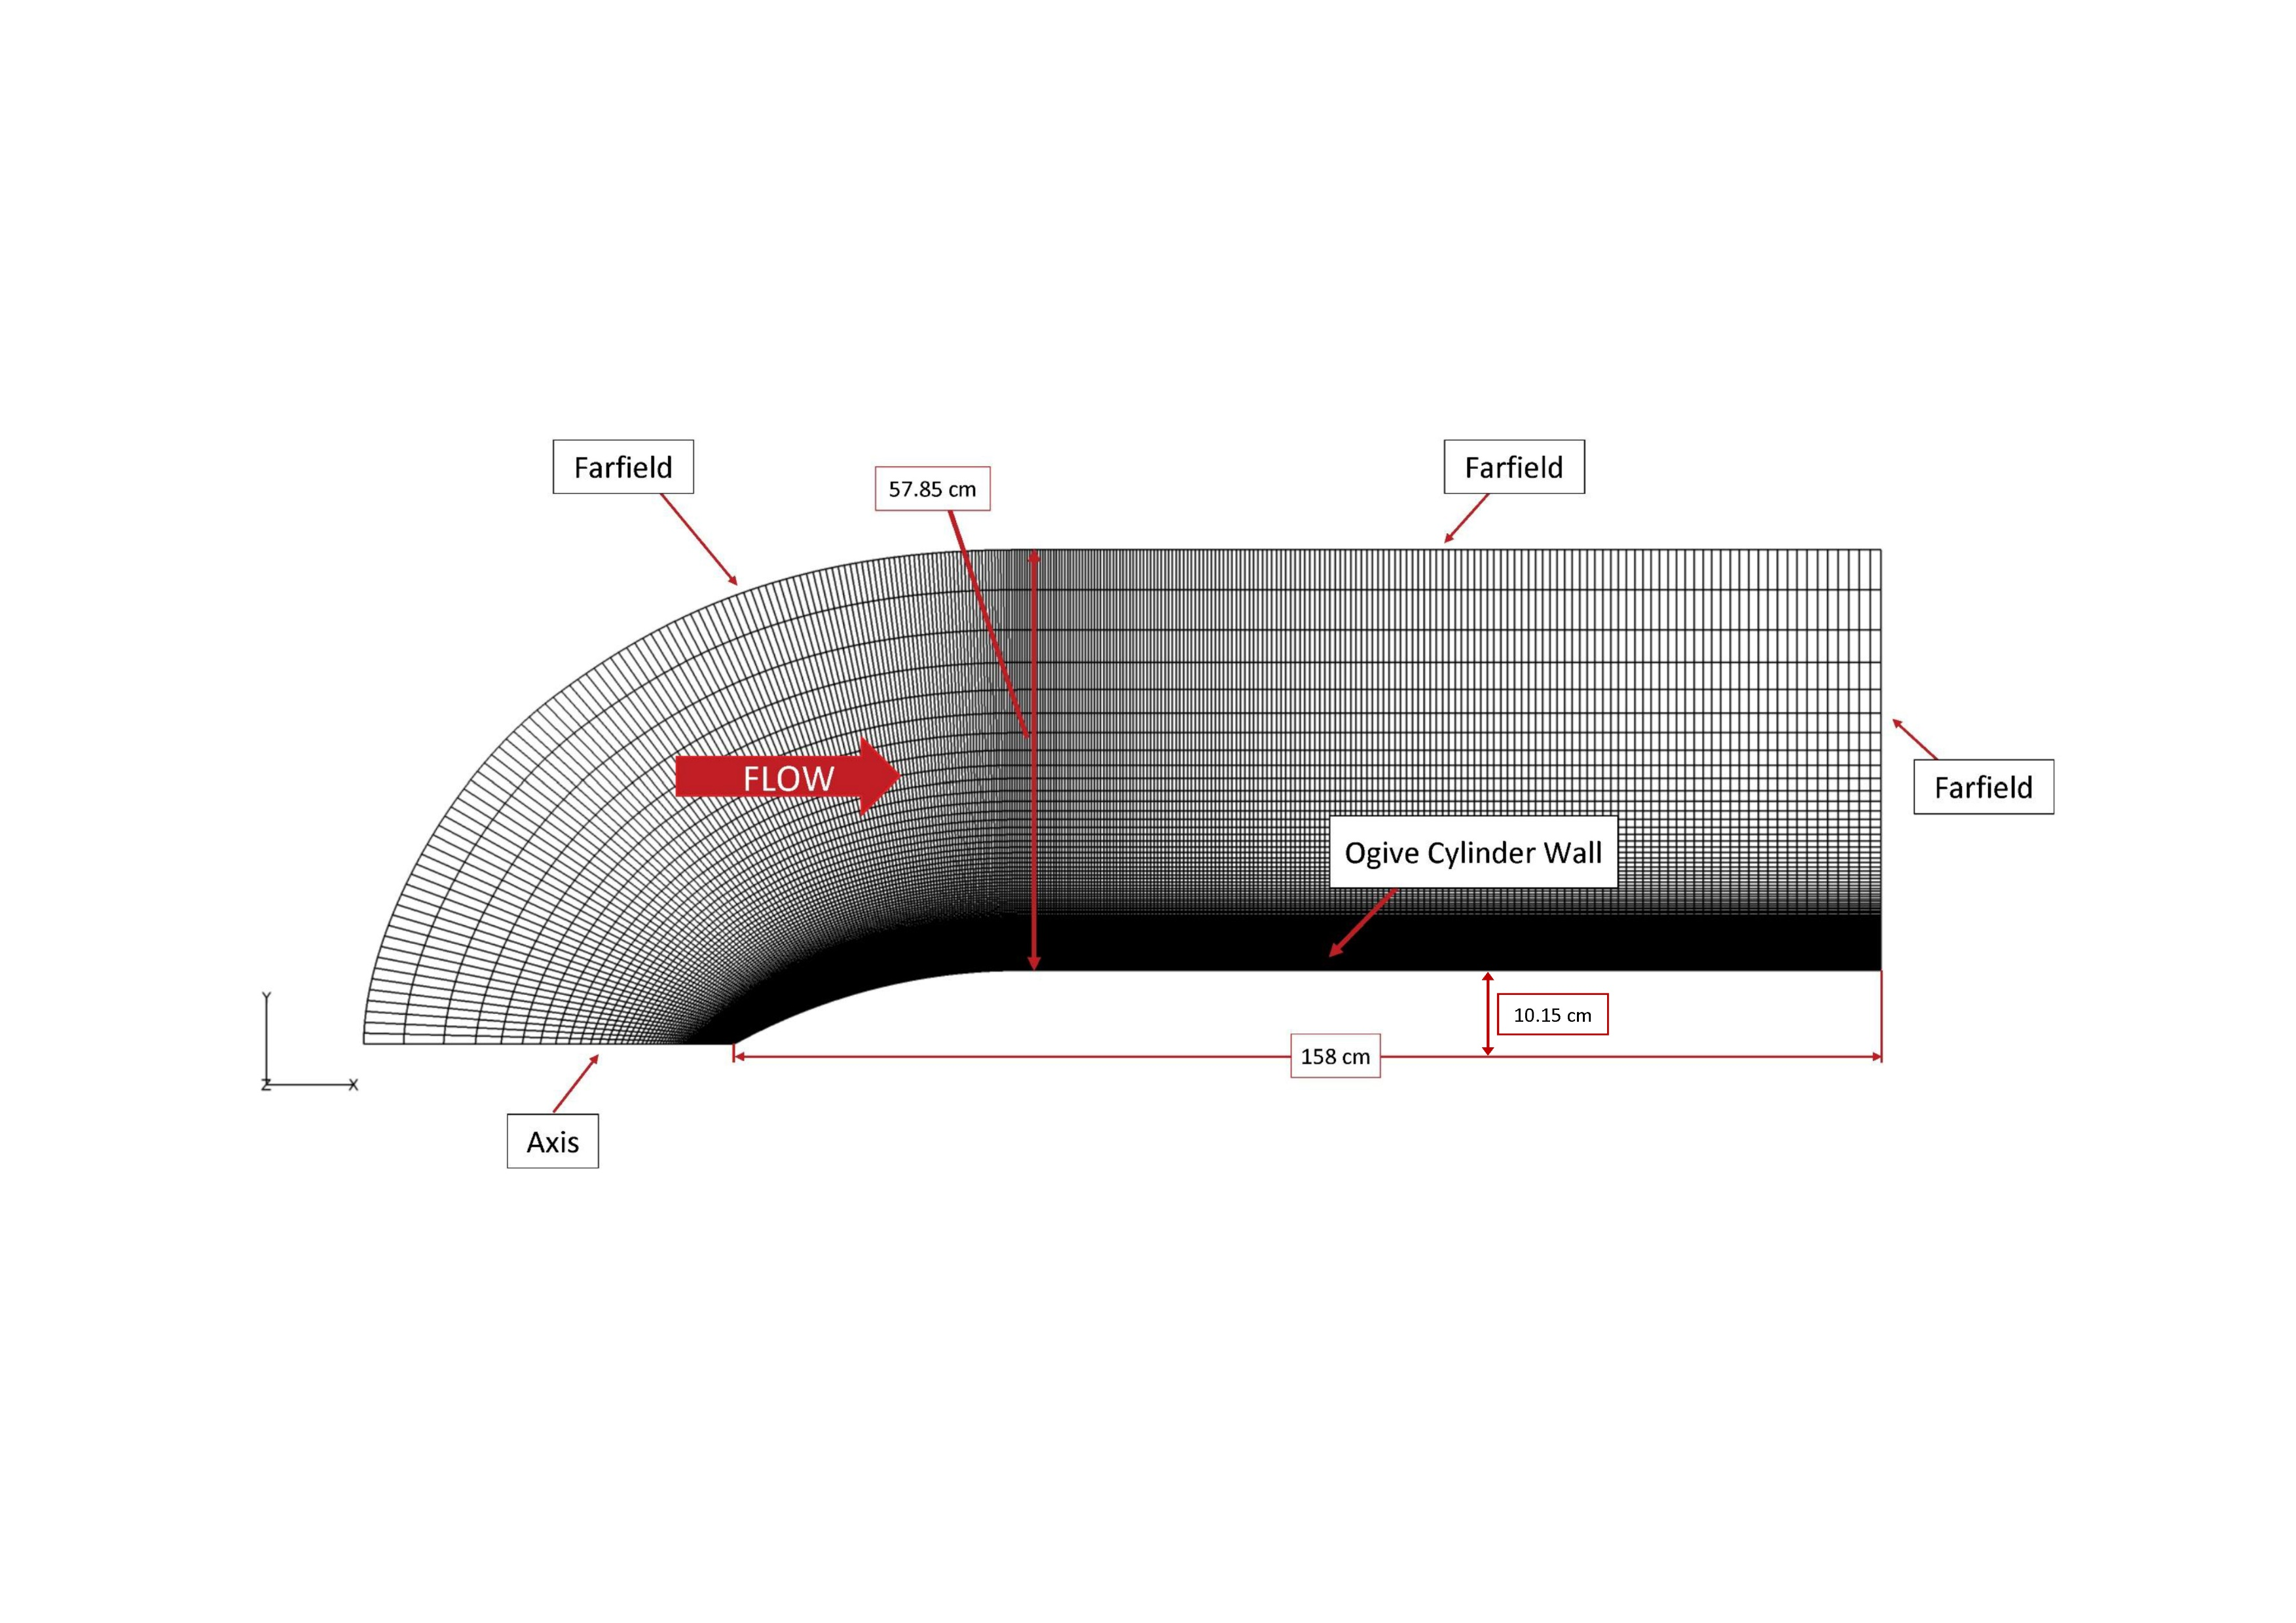 Farfield
Farfield
57.85 cm
FLOW
Farfield
Ogive Cylinder Wall
10.15 cm
158 cm
Y
Z
X
Axis